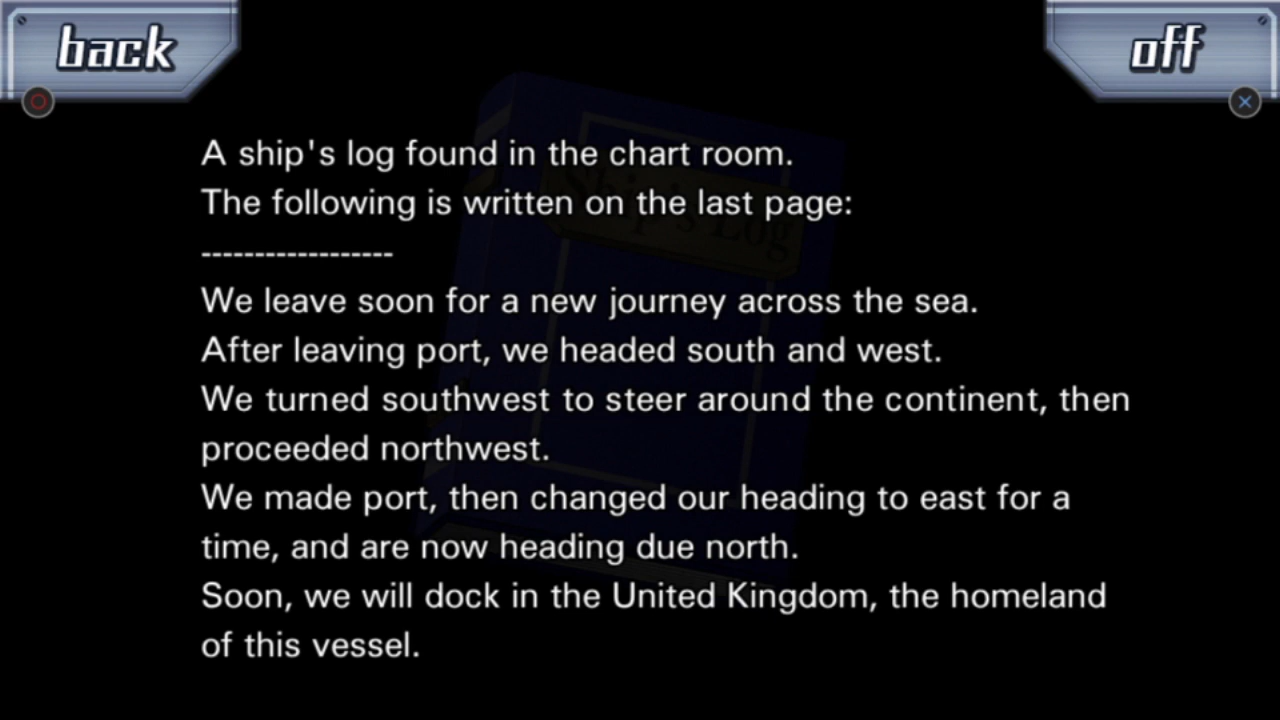 back
off
A ship's log found in the chart room.
The following is written on the last page:
------------------
Ship's Log
We leave soon for a new journey across the sea.
After leaving port, we headed south and west.
We turned southwest to steer around the continent, then
proceeded northwest.
We made port, then changed our heading to east for a
time, and are now heading due north.
Soon, we will dock in the United Kingdom, the homeland
of this vessel.